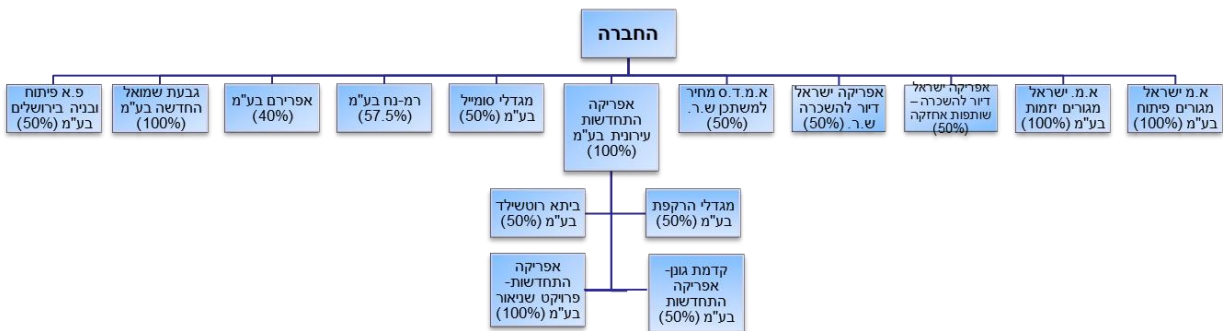 החברה
א.מ ישראל
מגורים פיתוח
בע"מ (100%)
א.מ. ישראל
מגורים יזמות
בע"מ (100%)
אפריקה ישראל
דיור להשכרה –
שותפות אחזקה
(50%)
אפריקה ישראל
דיור להשכרה
ש.ר. (50%)
א.מ.ד.ס מחיר
למשתכן ש.ר.
(50%)
אפריקה
התחדשות
עירונית בע"מ
(100%)
מגדלי סומייל
בע"מ (50%)
רמ-נח בע"מ
(57.5%)
אפרירם בע"מ
(40%)
גבעת שמואל
החדשה בע"מ
(100%)
פ.א פיתוח
ובניה בירושלים
בע"מ (50%)
מגדלי הרקפת
בע"מ (50%)
ביתא רוטשילד
בע"מ (50%)
קדמת גונן-
אפריקה
התחדשות
בע"מ (50%)
אפריקה
התחדשות-
פרויקט שניאור
בע"מ (100%)